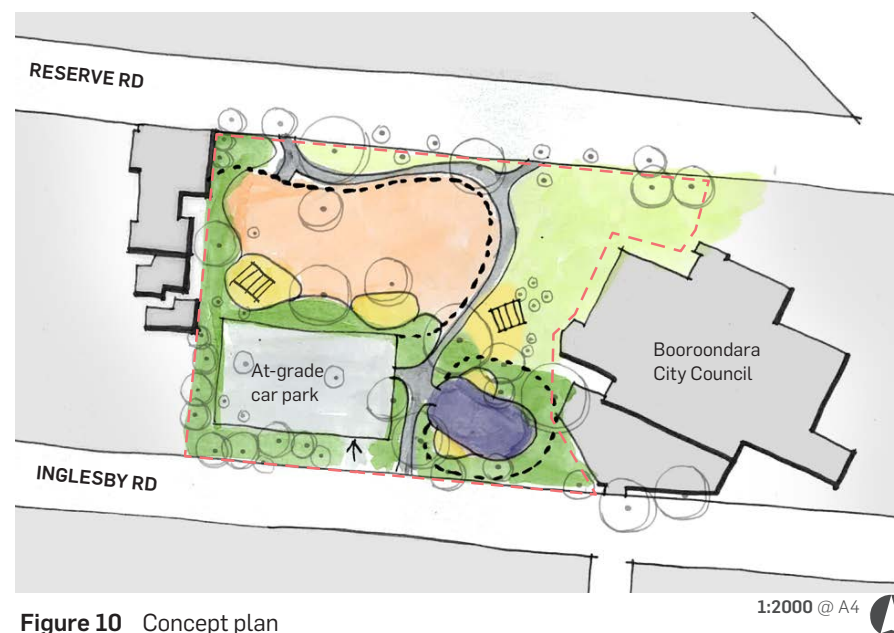 RESERVE RD
At-grade
car park
Booroondara
City Council
INGLESBY RD
Figure 10 Concept plan
1:2000 @ A4